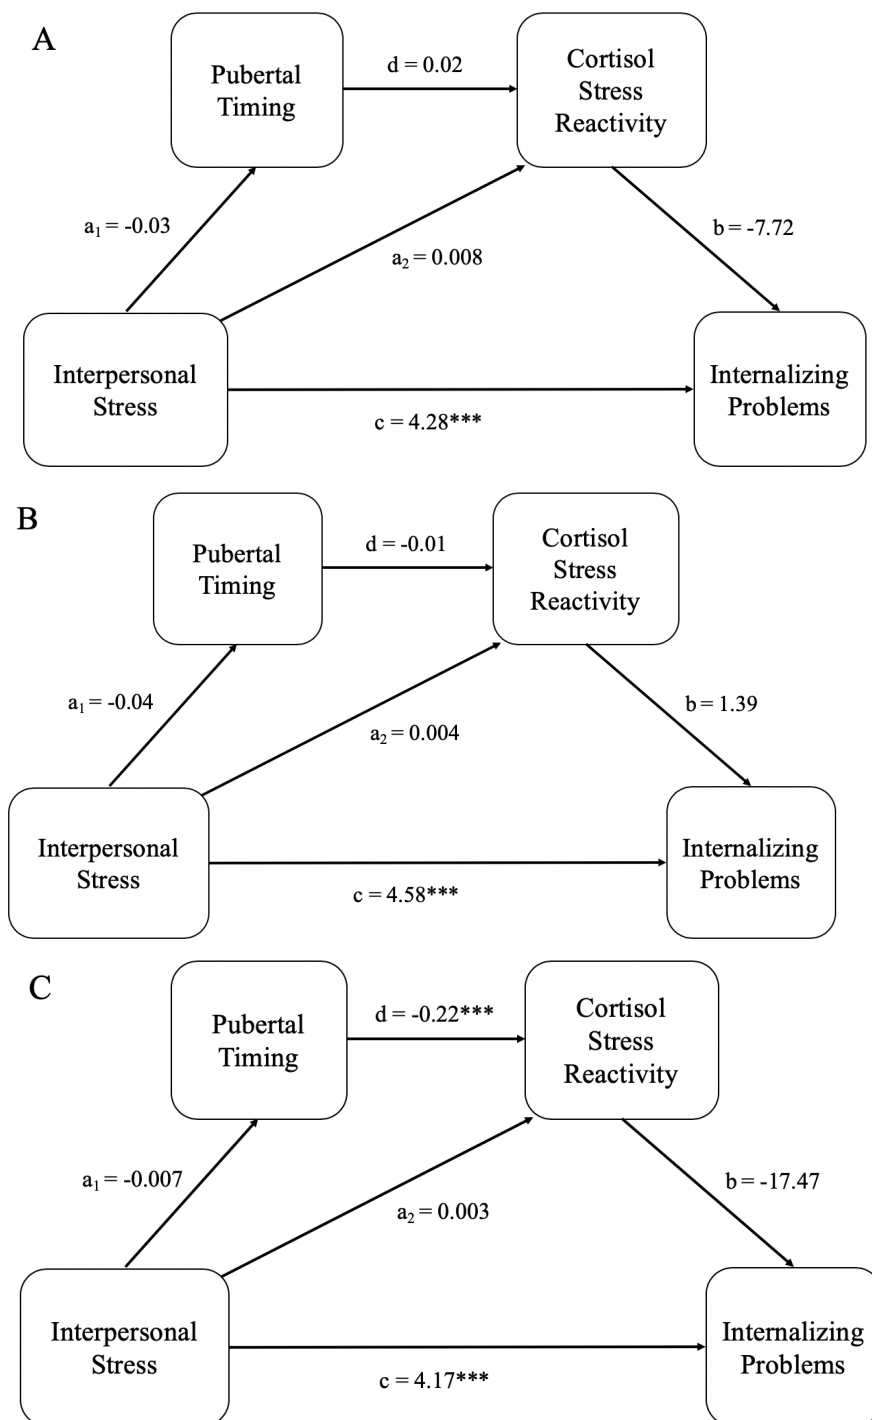 A
Pubertal
Timing
d = 0.02
Cortisol
Stress
Reactivity
a₁ = -0.03
a₂ = 0.008
b = -7.72
Interpersonal
Stress
c = 4.28***
Internalizing
Problems
B
Pubertal
Timing
d = -0.01
Cortisol
Stress
Reactivity
a₁ = -0.04
a₂ = 0.004
b = 1.39
Interpersonal
Stress
c = 4.58***
Internalizing
Problems
C
Pubertal
Timing
d = -0.22***
Cortisol
Stress
Reactivity
a₁ = -0.007
a₂ = 0.003
b = -17.47
Interpersonal
Stress
c = 4.17***
Internalizing
Problems